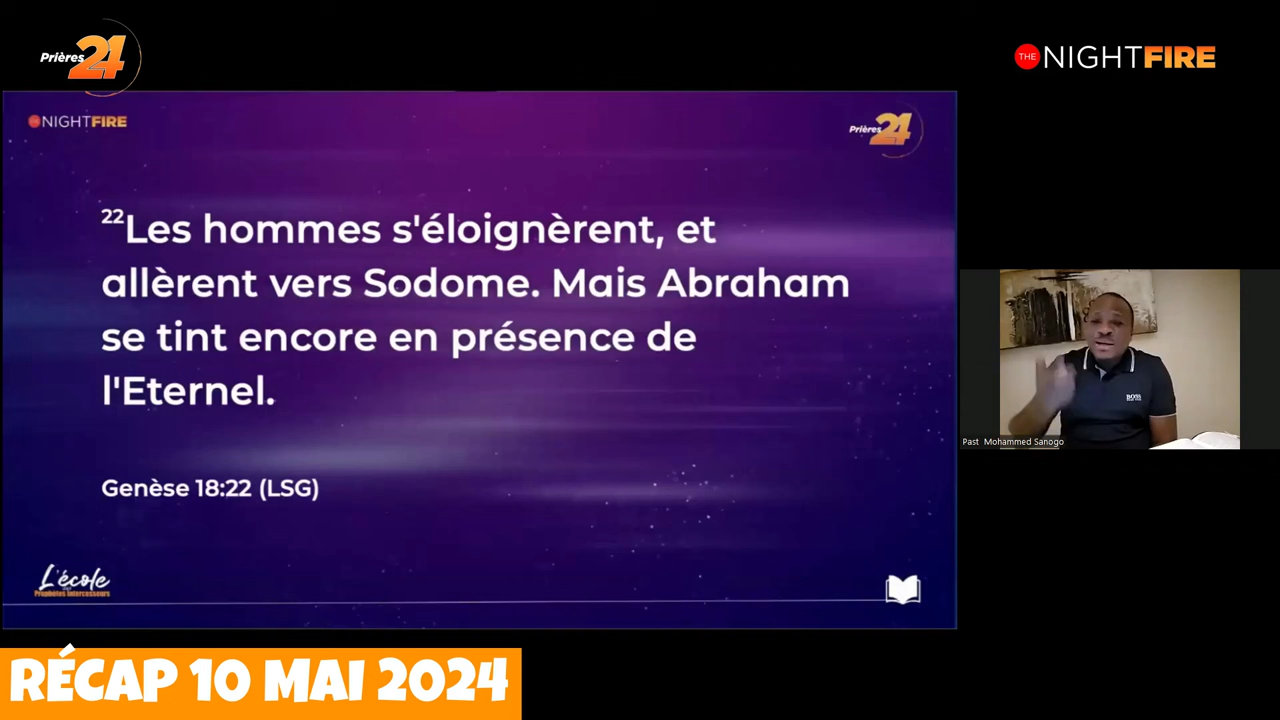 Prières 24
THE NIGHTFIRE
NIGHTFIRE
Prières 24
22Les hommes s'éloignèrent, et
allèrent vers Sodome. Mais Abraham
se tint encore en présence de
l'Eternel.
Genèse 18:22 (LSG)
L'école
Prophètes Intercesseurs
BOSS
Past Mohammed Sanogo
RÉCAP 10 MAI 2024